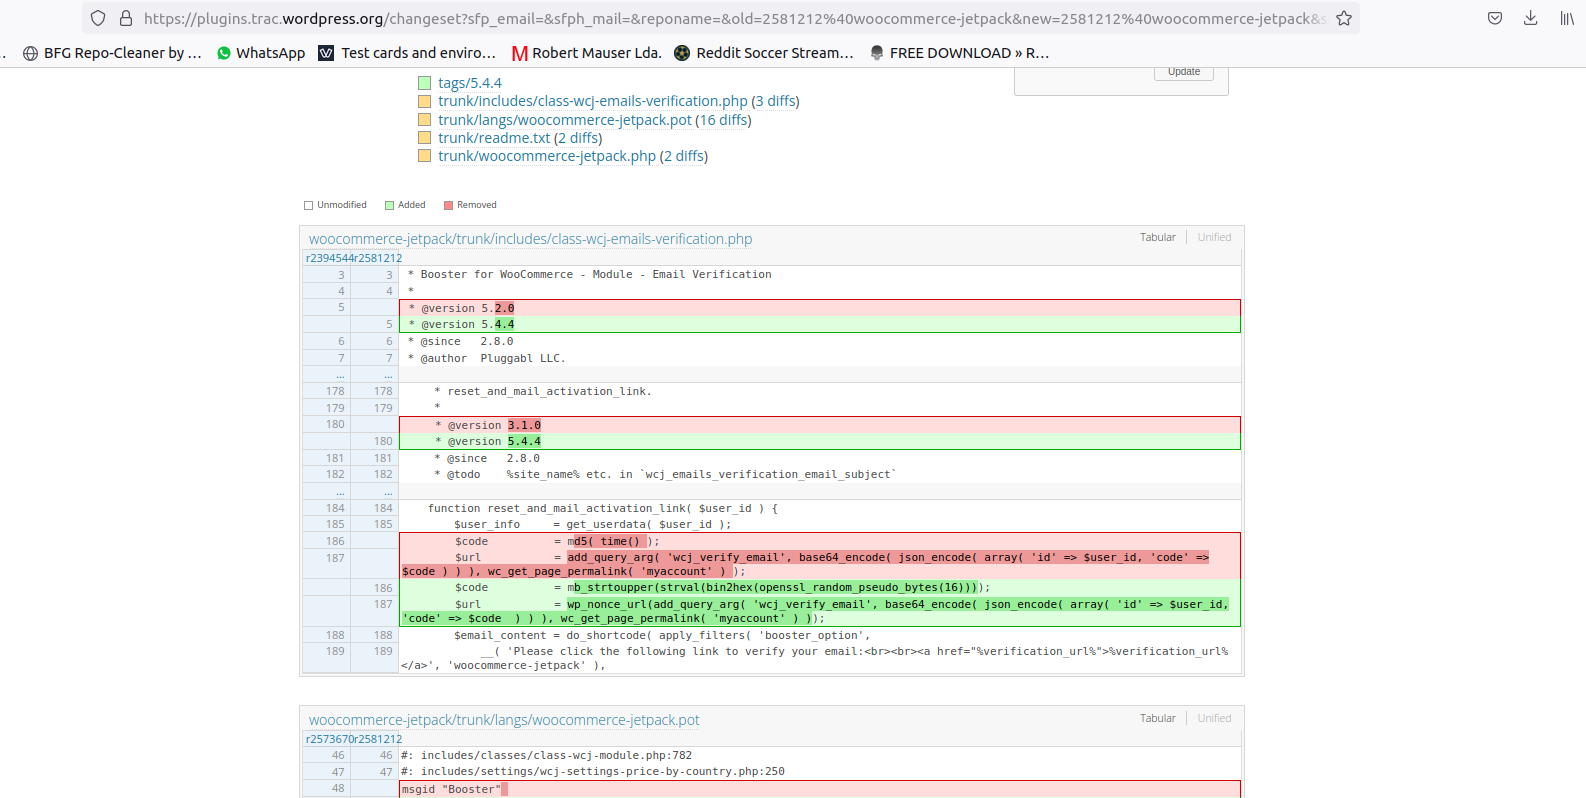 https://plugins.trac.wordpress.org/changeset?sfp_email=&sfph_mail=&reponame=&old=2581212%40woocommerce-jetpack&new=2581212%40woocommerce-jetpack&s
BFG Repo-Cleaner by ... WhatsApp Test cards and enviro... Robert Mauser Lda. Reddit Soccer Stream... FREE DOWNLOAD » R...
Update
tags/5.4.4
trunk/includes/class-wcj-emails-verification.php (3 diffs)
trunk/langs/woocommerce-jetpack.pot (16 diffs)
trunk/readme.txt (2 diffs)
trunk/woocommerce-jetpack.php (2 diffs)
Unmodified Added Removed
woocommerce-jetpack/trunk/includes/class-wcj-emails-verification.php Tabular Unified
r2394544 r2581212
3 3 * Booster for WooCommerce - Module - Email Verification
4 4 *
5 * @version 5.2.0
5 * @version 5.4.4
6 6 * @since 2.8.0
7 7 * @author Pluggabl LLC.
... ...
178 178 * reset_and_mail_activation_link.
179 179 *
180 * @version 3.1.0
180 * @version 5.4.4
181 181 * @since 2.8.0
182 182 * @todo %site_name% etc. in `wcj_emails_verification_email_subject`
... ...
184 184 function reset_and_mail_activation_link( $user_id ) {
185 185 $user_info = get_userdata( $user_id );
186 $code = md5( time() );
187 $url = add_query_arg( 'wcj_verify_email', base64_encode( json_encode( array( 'id' => $user_id, 'code' =>
$code ) ) ), wc_get_page_permalink( 'myaccount' ) );
186 $code = mb_strtoupper(strval(bin2hex(openssl_random_pseudo_bytes(16))));
187 $url = wp_nonce_url(add_query_arg( 'wcj_verify_email', base64_encode( json_encode( array( 'id' => $user_id,
'code' => $code ) ) ), wc_get_page_permalink( 'myaccount' ) ));
188 188 $email_content = do_shortcode( apply_filters( 'booster_option',
189 189 __( 'Please click the following link to verify your email:<br><br><a href="%verification_url%">%verification_url%
</a>', 'woocommerce-jetpack' ),
woocommerce-jetpack/trunk/langs/woocommerce-jetpack.pot Tabular Unified
r2573670 r2581212
46 46 #: includes/classes/class-wcj-module.php:782
47 47 #: includes/settings/wcj-settings-price-by-country.php:250
48 msgid "Booster"